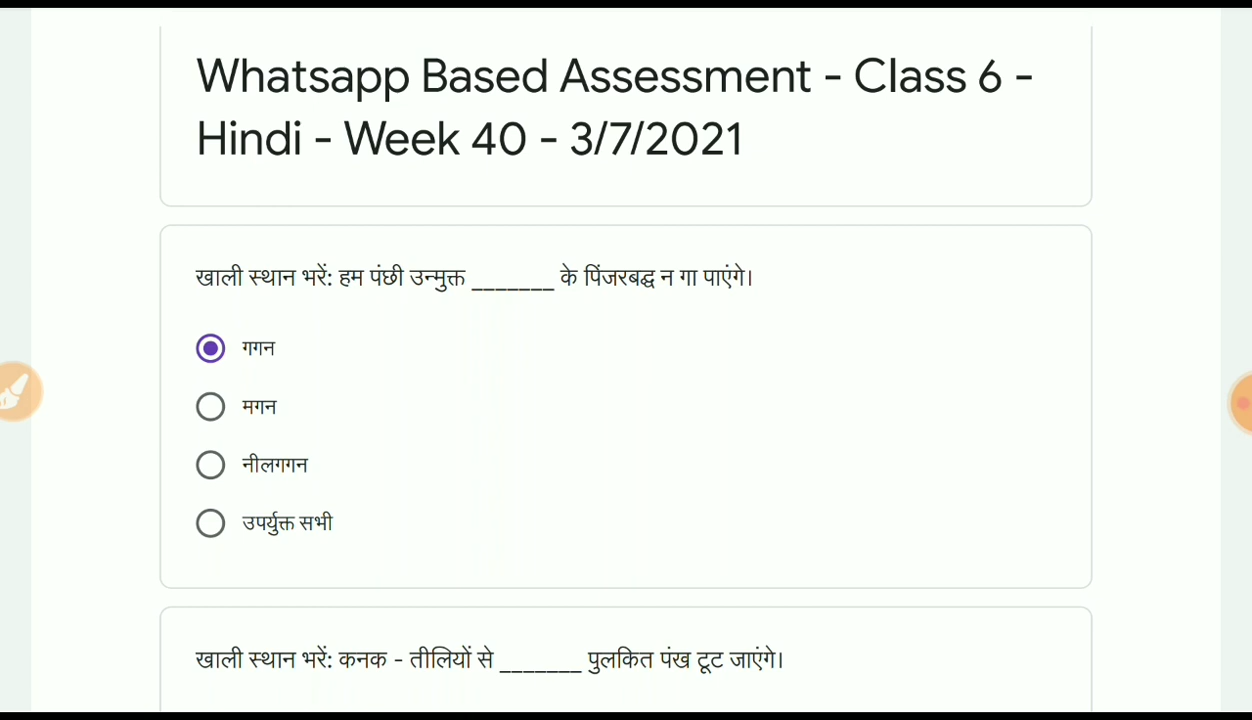 Whatsapp Based Assessment - Class 6 -
Hindi - Week 40 - 3/7/2021
खाली स्थान भरें: हम पंछी उन्मुक्त _______ के पिंजरबद्ध न गा पाएंगे।
गगन
मगन
नीलगगन
उपर्युक्त सभी
खाली स्थान भरें: कनक - तीलियों से _______ पुलकित पंख टूट जाएंगे।